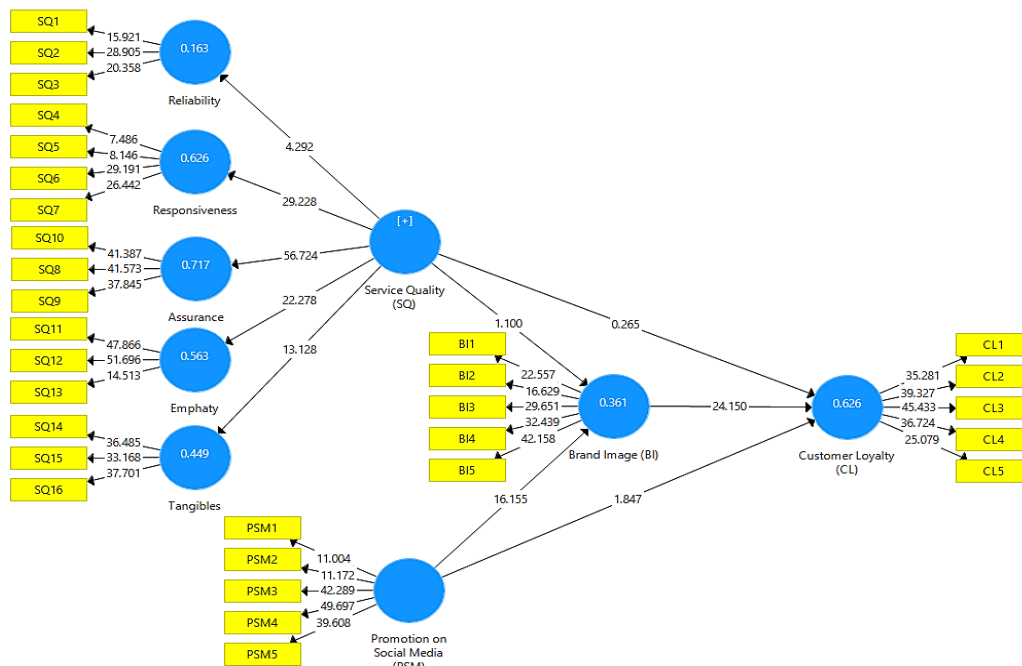 SQ1
15.921
SQ2
28.905
SQ3
20.358
0.163
Reliability
SQ4
7.486
SQ5
8.146
SQ6
29.191
SQ7
26.442
0.626
Responsiveness
SQ10
41.387
SQ8
41.573
SQ9
37.845
0.717
Assurance
SQ11
47.866
SQ12
51.696
SQ13
14.513
0.563
Emphaty
SQ14
36.485
SQ15
33.168
SQ16
37.701
0.449
Tangibles
4.292
29.228
56.724
22.278
13.128
[+]
Service Quality
(SQ)
1.100
0.265
BI1
22.557
BI2
16.629
BI3
29.651
BI4
32.439
BI5
42.158
0.361
Brand Image (BI)
24.150
16.155
1.847
0.626
Customer Loyalty
(CL)
CL1
35.281
CL2
39.327
CL3
45.433
CL4
36.724
CL5
25.079
PSM1
11.004
PSM2
11.172
PSM3
42.289
PSM4
49.697
PSM5
39.608
Promotion on
Social Media
(PSM)